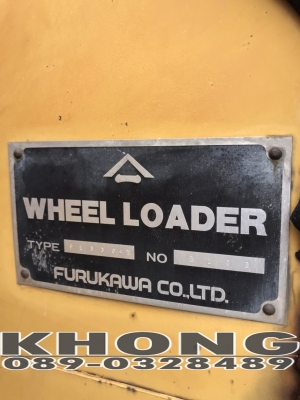 WHEEL LOADER
TYPE NO
FURUKAWA CO.,LTD.
KHONG
089-0328489